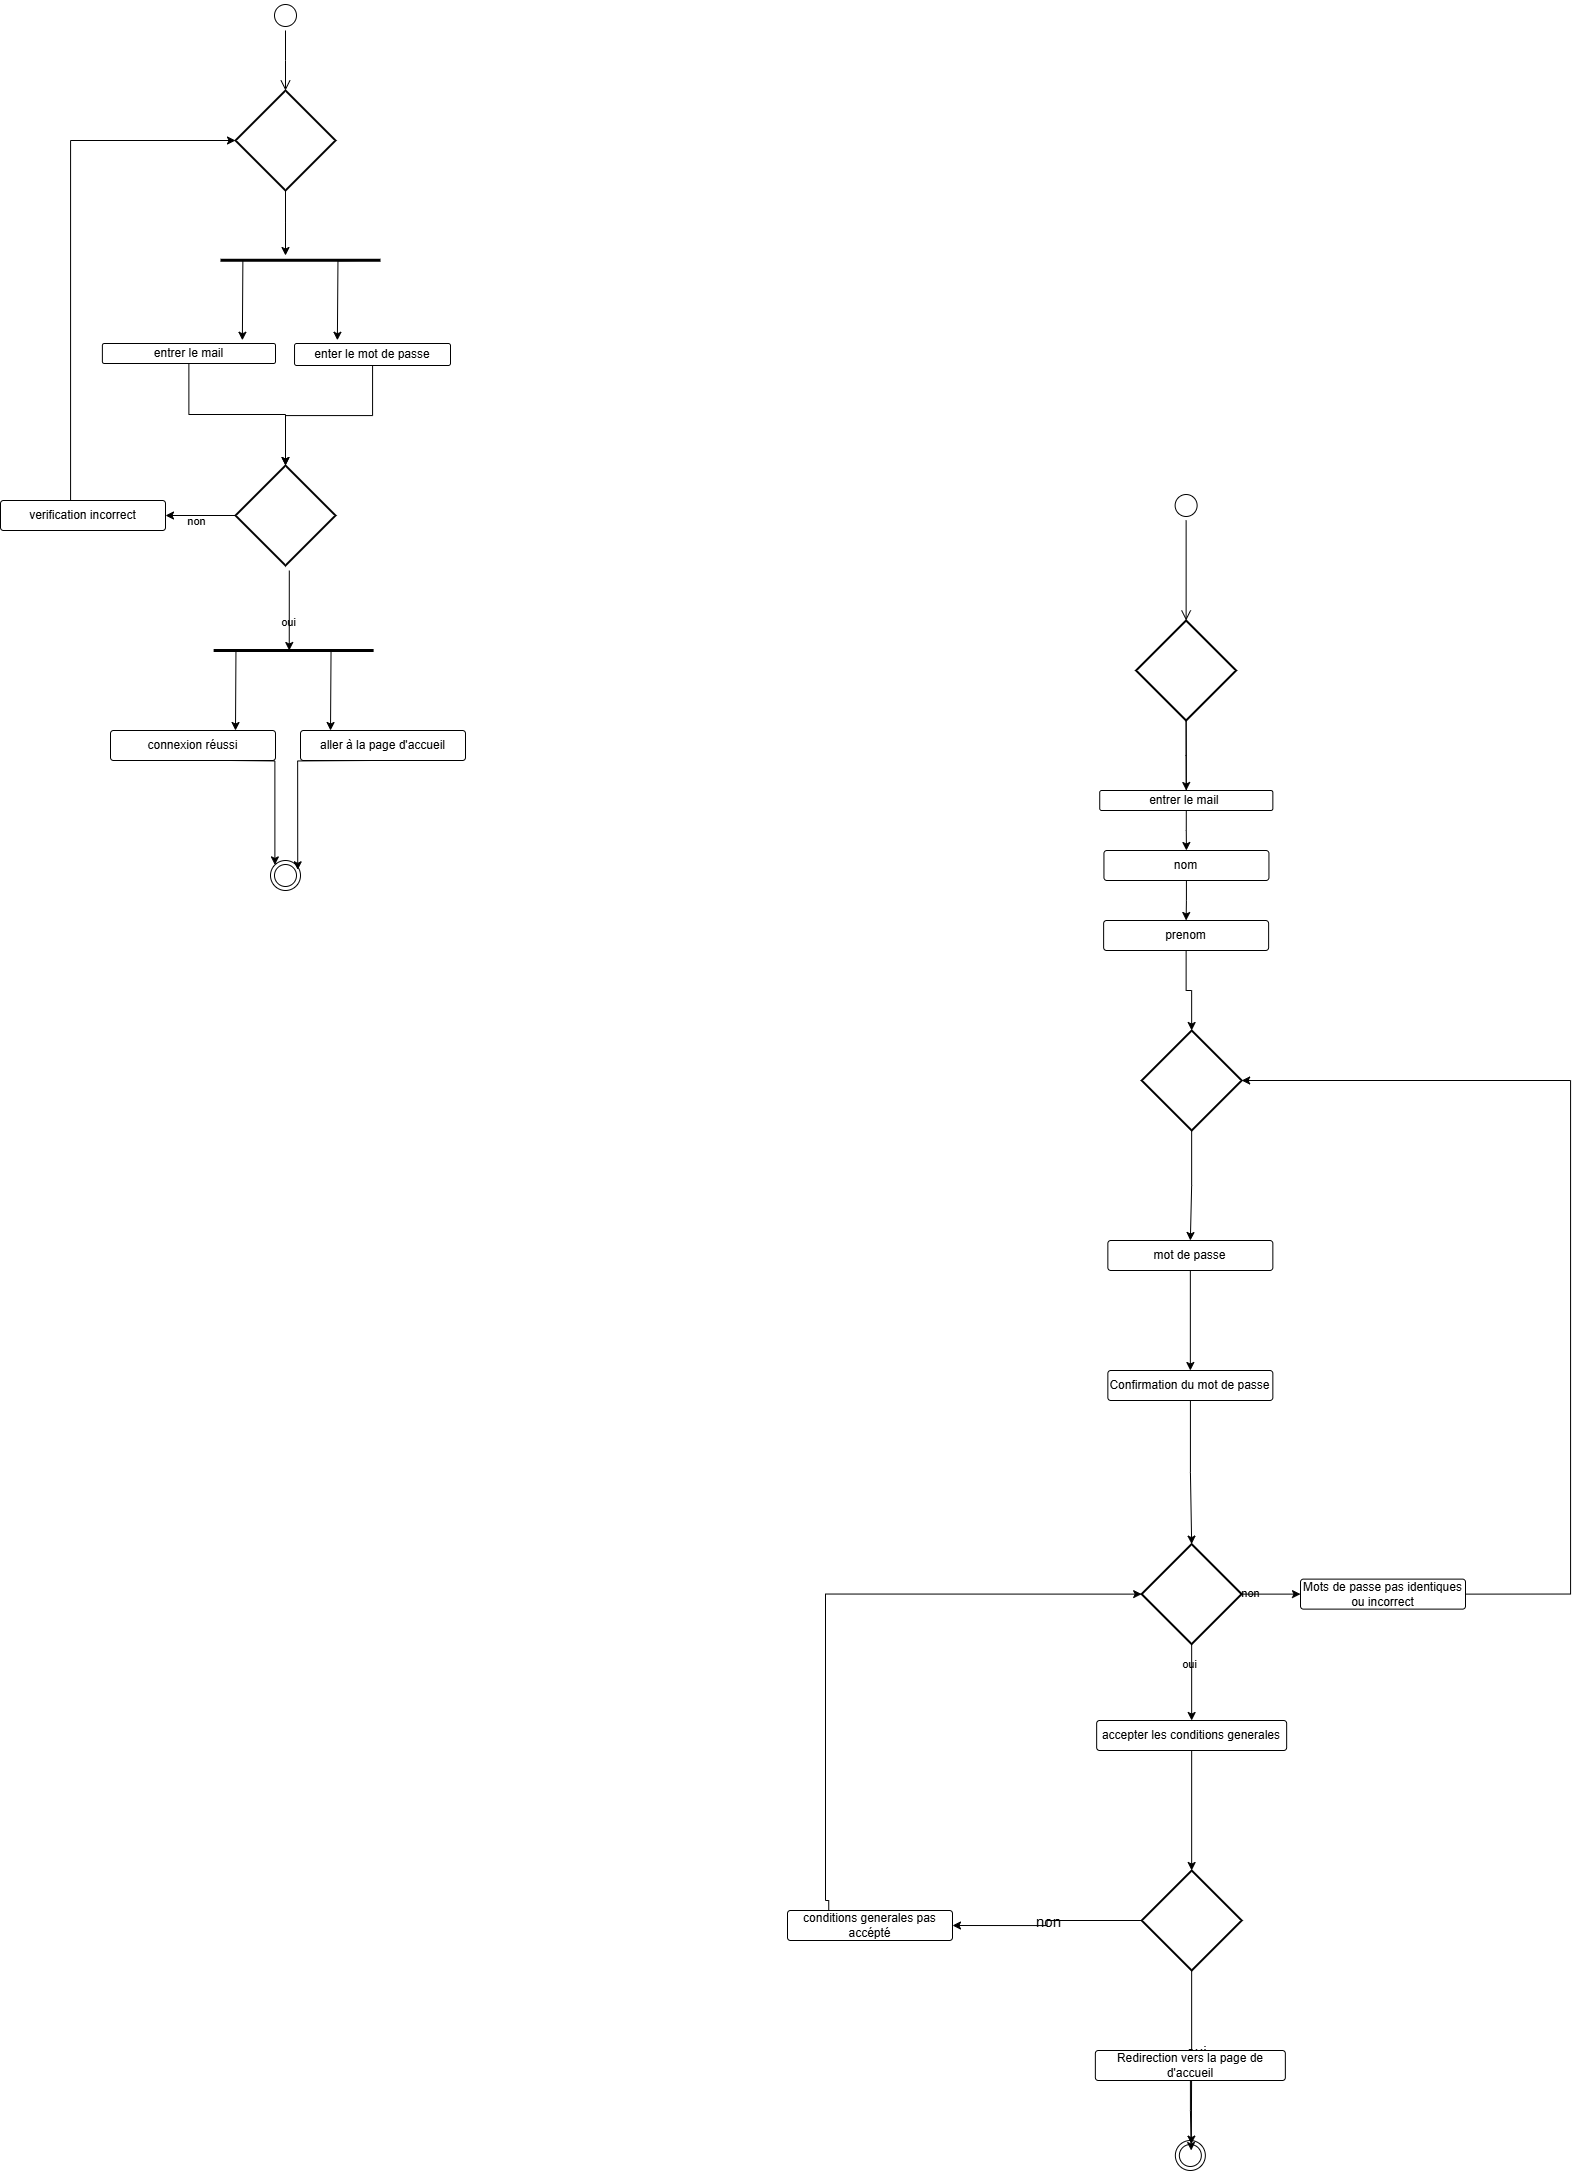 entrer le mail
enter le mot de passe
verification incorrect
non
oui
connexion réussi
aller à la page d'accueil
entrer le mail
nom
prenom
mot de passe
Confirmation du mot de passe
non
Mots de passe pas identiques
ou incorrect
oui
accepter les conditions generales
conditions generales pas
accépté
non
Redirection vers la page de
d'accueil